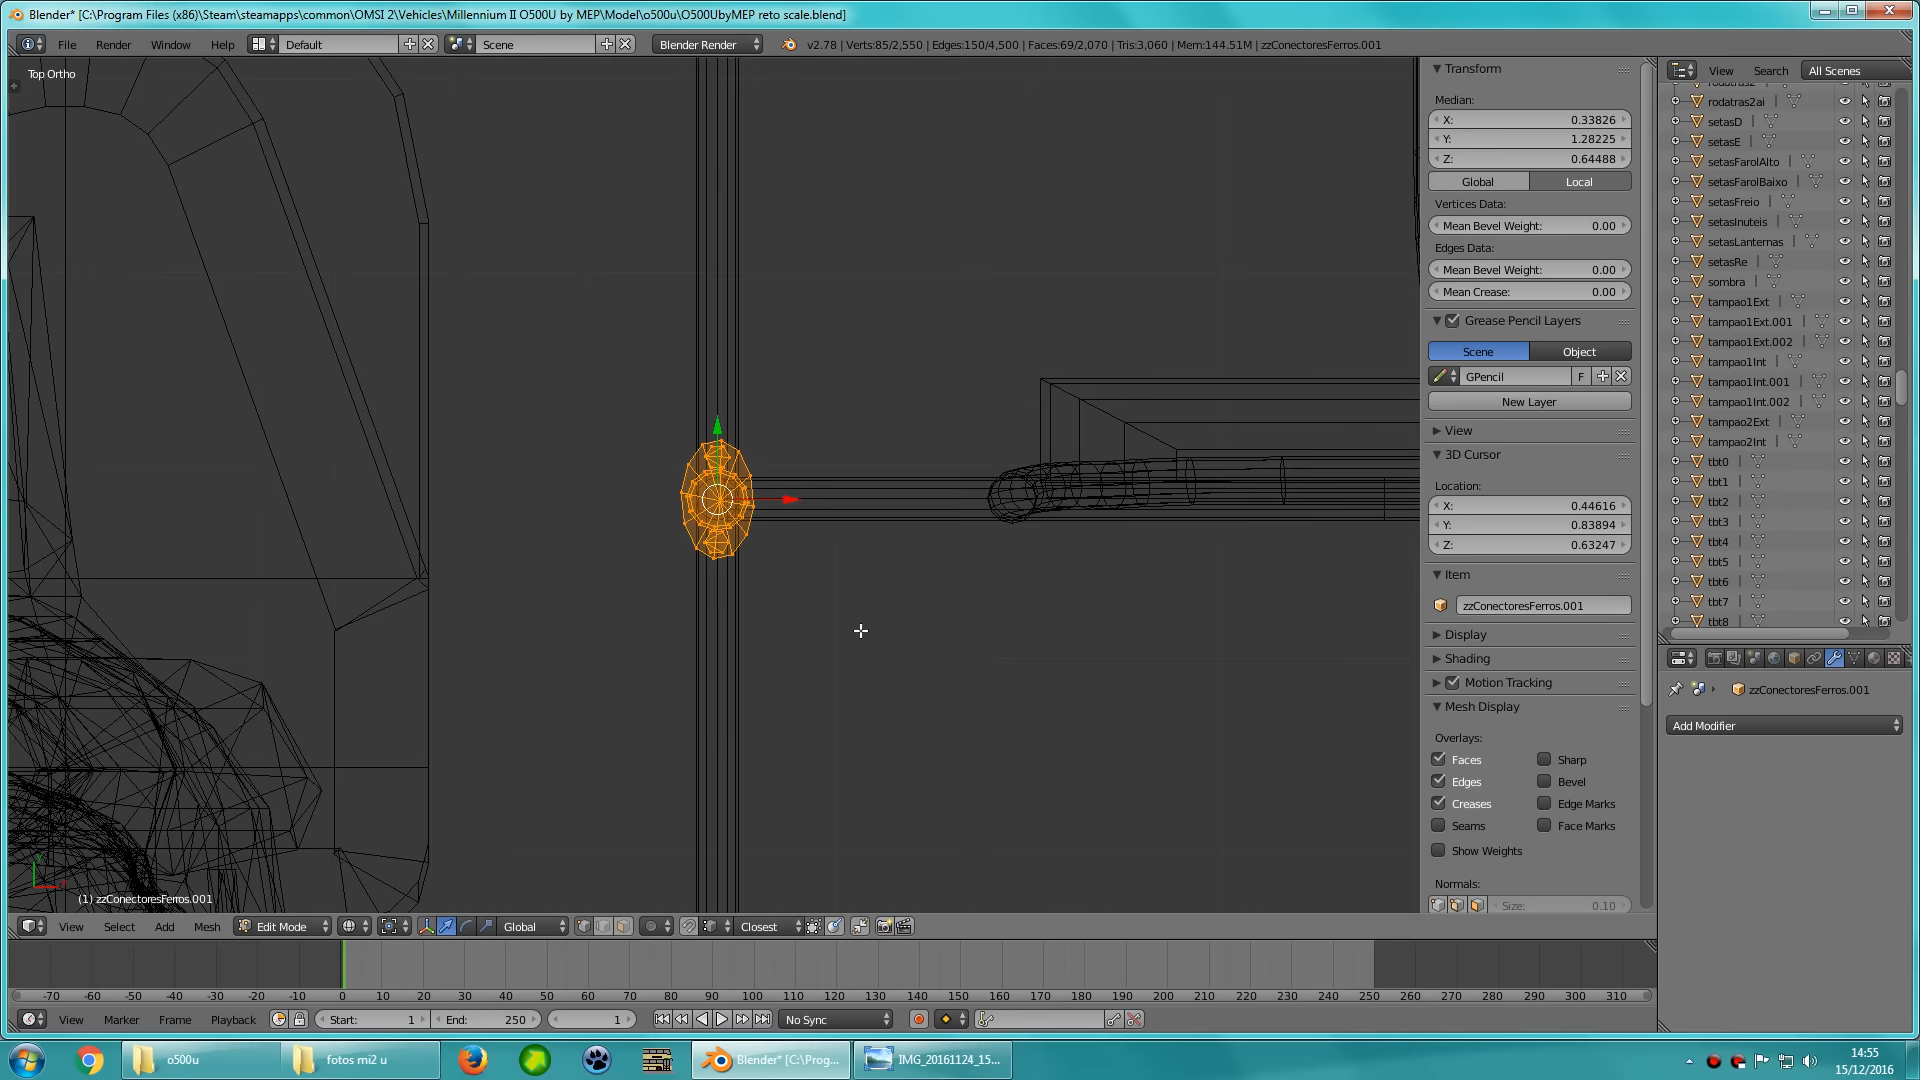 Blender* [C:\Program Files (x86)\Steam\steamapps\common\OMSI 2\Vehicles\Millennium II O500U by MEP\Model\o500u\O500UbyMEP reto scale.blend]
File Render Window Help Default Scene Blender Render v2.78 | Verts:85/2,550 | Edges:150/4,500 | Faces:69/2,070 | Tris:3,060 | Mem:144.51M | zzConectoresFerros.001
Top Ortho
(1) zzConectoresFerros.001
Transform
Median:
X: 0.33826
Y: 1.28225
Z: 0.64488
Global Local
Vertices Data:
Mean Bevel Weight: 0.00
Edges Data:
Mean Bevel Weight: 0.00
Mean Crease: 0.00
Grease Pencil Layers
Scene Object
GPencil F
New Layer
View
3D Cursor
Location:
X: 0.44616
Y: 0.83894
Z: 0.63247
Item
zzConectoresFerros.001
Display
Shading
Motion Tracking
Mesh Display
Overlays:
Faces Sharp
Edges Bevel
Creases Edge Marks
Seams Face Marks
Show Weights
Normals:
Size: 0.10
View Search All Scenes
rodatras2
rodatras2ai
setasD
setasE
setasFarolAlto
setasFarolBaixo
setasFreio
setasInuteis
setasLanternas
setasRe
sombra
tampao1Ext
tampao1Ext.001
tampao1Ext.002
tampao1Int
tampao1Int.001
tampao1Int.002
tampao2Ext
tampao2Int
tbt0
tbt1
tbt2
tbt3
tbt4
tbt5
tbt6
tbt7
tbt8
zzConectoresFerros.001
Add Modifier
View Select Add Mesh Edit Mode Global Closest
-70 -60 -50 -40 -30 -20 -10 0 10 20 30 40 50 60 70 80 90 100 110 120 130 140 150 160 170 180 190 200 210 220 230 240 250 260 270 280 290 300 310
View Marker Frame Playback Start: 1 End: 250 1 No Sync
o500u fotos mi2 u Blender* [C:\Prog... IMG_20161124_15...
14:55
15/12/2016